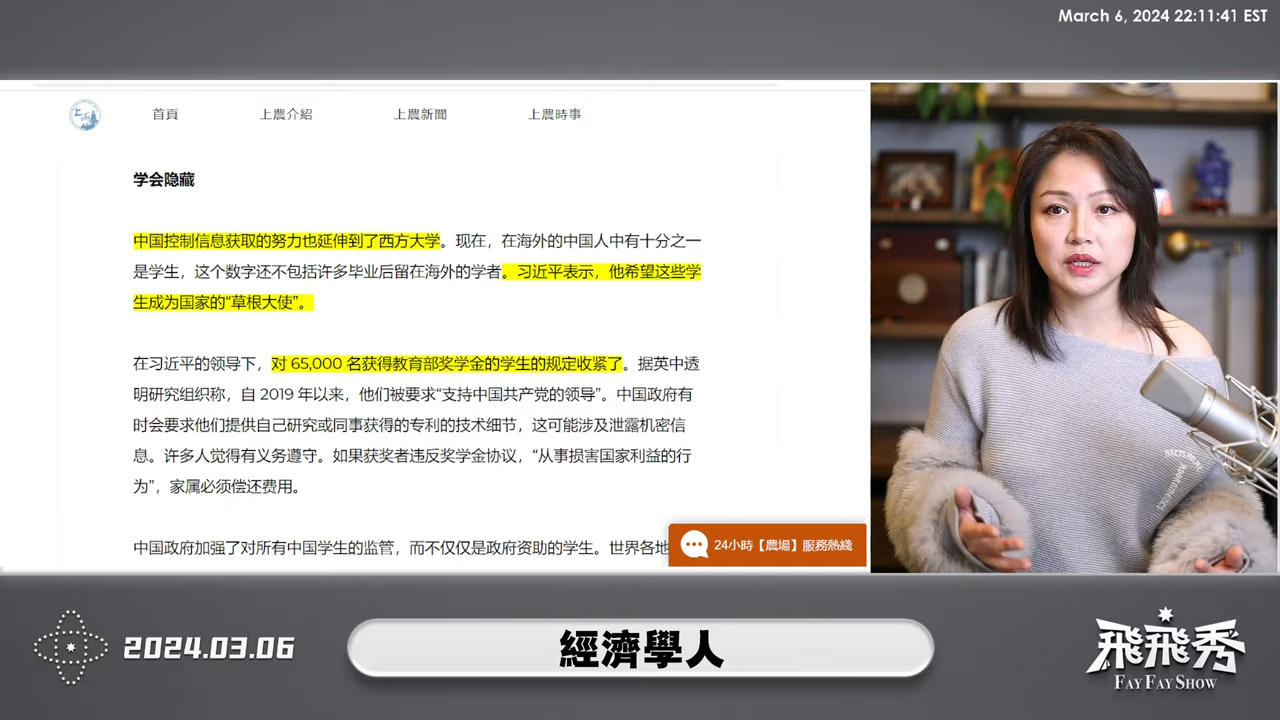 March 6, 2024 22:11:41 EST
首頁 上農介紹 上農新聞 上農時事
学会隐藏
中国控制信息获取的努力也延伸到了西方大学。现在，在海外的中国人中有十分之一
是学生，这个数字还不包括许多毕业后留在海外的学者。习近平表示，他希望这些学
生成为国家的“草根大使”。
在习近平的领导下，对 65,000 名获得教育部奖学金的学生的规定收紧了。据英中透
明研究组织称，自 2019 年以来，他们被要求“支持中国共产党的领导”。中国政府有
时会要求他们提供自己研究或同事获得的专利的技术细节，这可能涉及泄露机密信
息。许多人觉得有义务遵守。如果获奖者违反奖学金协议，“从事损害国家利益的行
为”，家属必须偿还费用。
中国政府加强了对所有中国学生的监管，而不仅仅是政府资助的学生。世界各地
24小時【農場】服務熱綫
2024.03.06
經濟學人
飛飛秀
FAY FAY SHOW